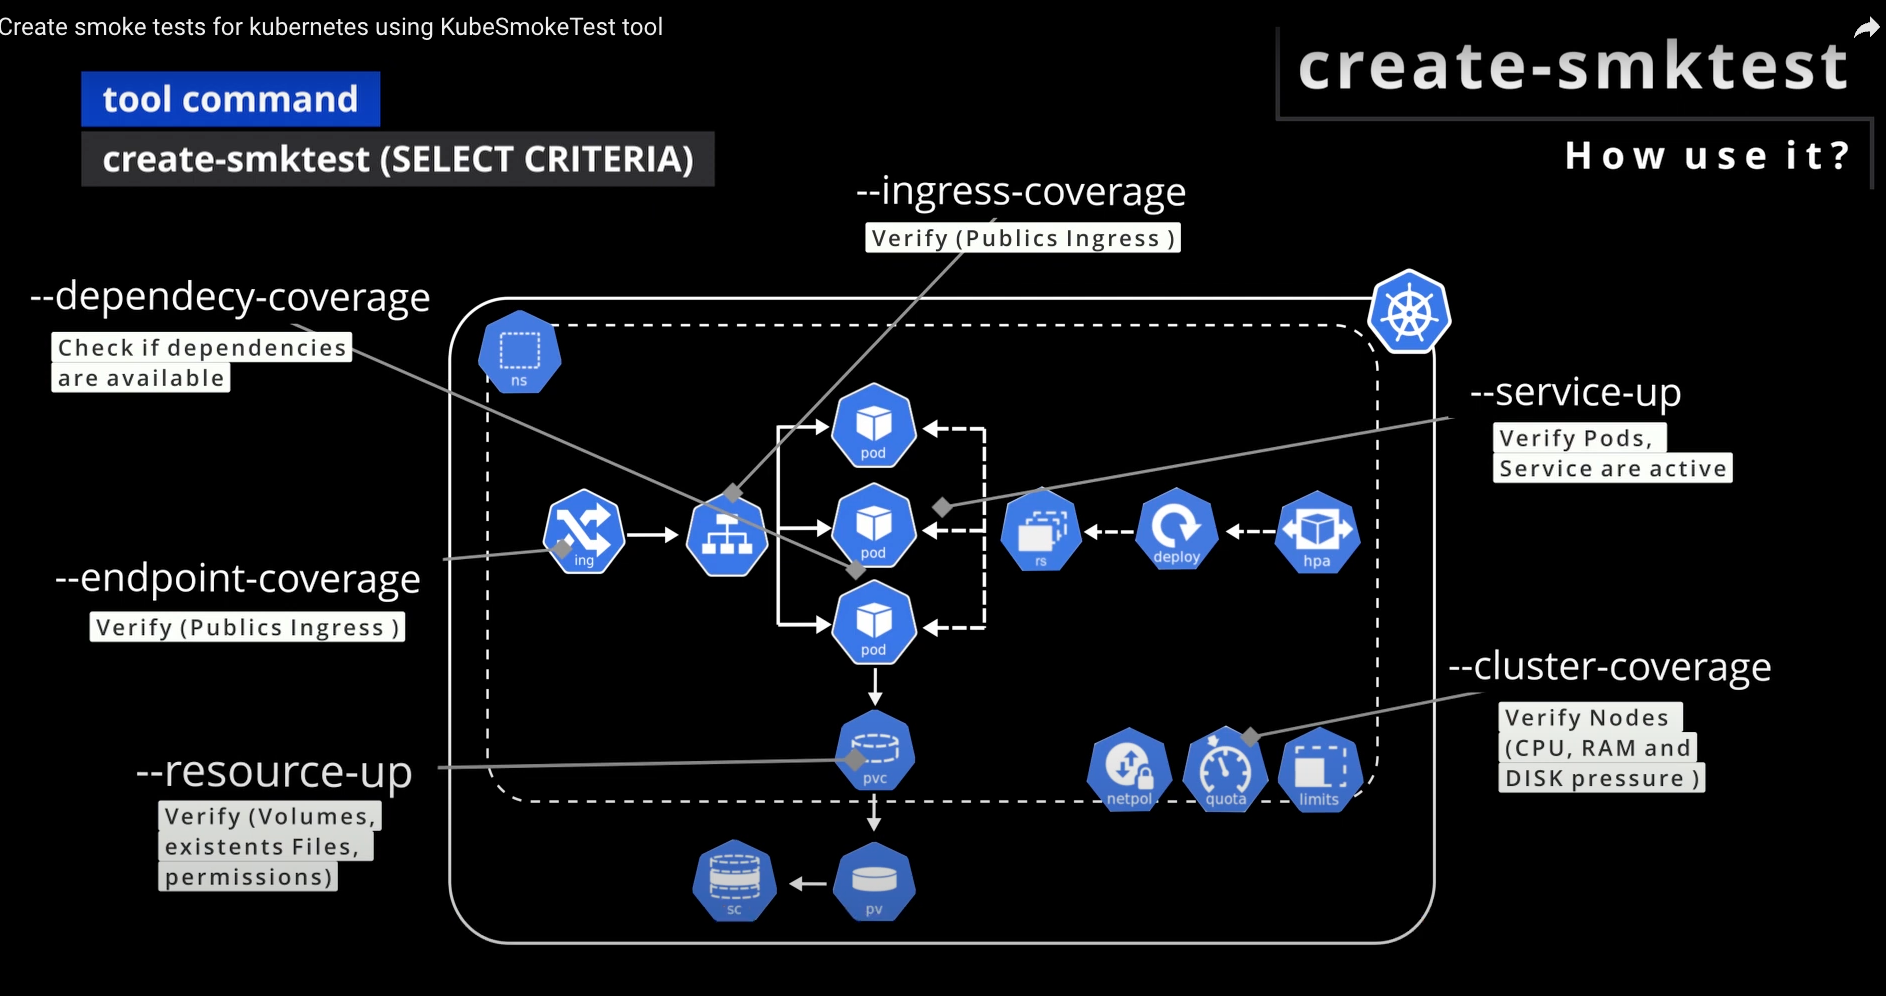 Create smoke tests for kubernetes using KubeSmokeTest tool
create-smktest
How use it?
tool command
create-smktest (SELECT CRITERIA)
--ingress-coverage
Verify (Publics Ingress )
--dependecy-coverage
Check if dependencies
are available
ns
--service-up
Verify Pods,
Service are active
pod
pod
pod
ing
rs
deploy
hpa
--endpoint-coverage
Verify (Publics Ingress )
--cluster-coverage
Verify Nodes
(CPU, RAM and
DISK pressure )
--resource-up
Verify (Volumes,
existents Files,
permissions)
pvc
netpol
quota
limits
sc
pv